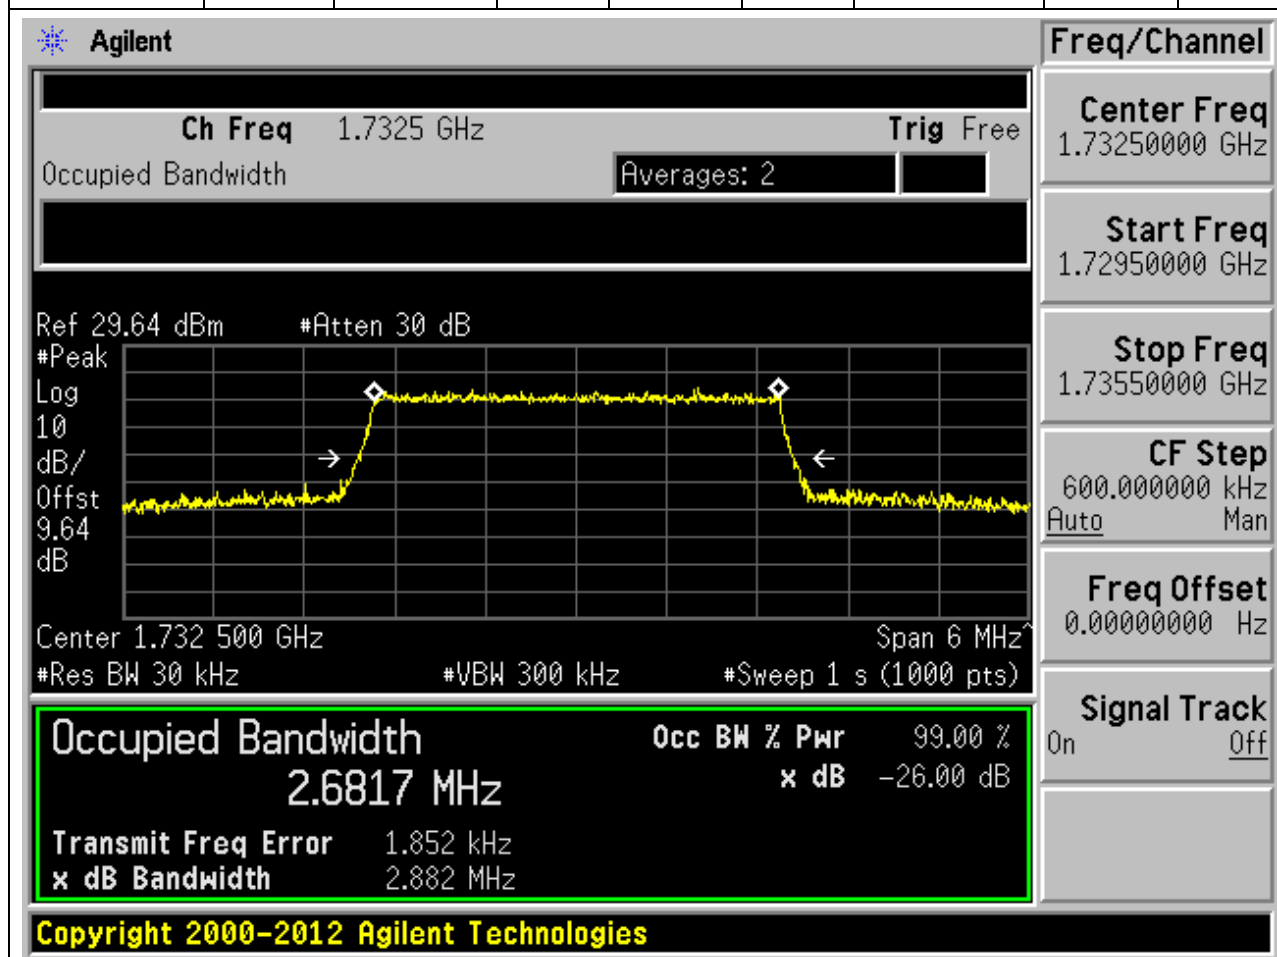 Agilent
Freq/Channel
Ch Freq 1.7325 GHz Trig Free
Occupied Bandwidth Averages: 2
Center Freq
1.73250000 GHz
Start Freq
1.72950000 GHz
Stop Freq
1.73550000 GHz
CF Step
600.000000 kHz
Auto Man
Freq Offset
0.00000000 Hz
Signal Track
On Off
Ref 29.64 dBm #Atten 30 dB
#Peak
Log
10
dB/
Offst
9.64
dB
Center 1.732 500 GHz Span 6 MHz^
#Res BW 30 kHz #VBW 300 kHz #Sweep 1 s (1000 pts)
Occupied Bandwidth Occ BW % Pwr 99.00 %
2.6817 MHz x dB -26.00 dB
Transmit Freq Error 1.852 kHz
x dB Bandwidth 2.882 MHz
Copyright 2000-2012 Agilent Technologies